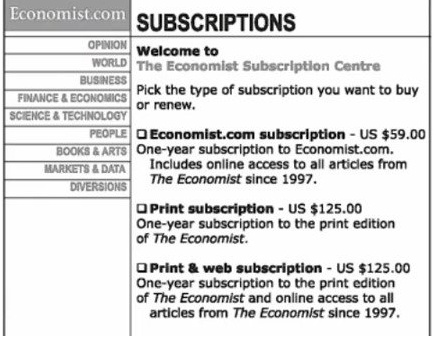 Economist.com
OPINION
WORLD
BUSINESS
FINANCE & ECONOMICS
SCIENCE & TECHNOLOGY
PEOPLE
BOOKS & ARTS
MARKETS & DATA
DIVERSIONS
SUBSCRIPTIONS
Welcome to
The Economist Subscription Centre
Pick the type of subscription you want to buy
or renew.
❑ Economist.com subscription - US $59.00
One-year subscription to Economist.com.
Includes online access to all articles from
The Economist since 1997.
❑ Print subscription - US $125.00
One-year subscription to the print edition
of The Economist.
❑ Print & web subscription - US $125.00
One-year subscription to the print edition
of The Economist and online access to all
articles from The Economist since 1997.